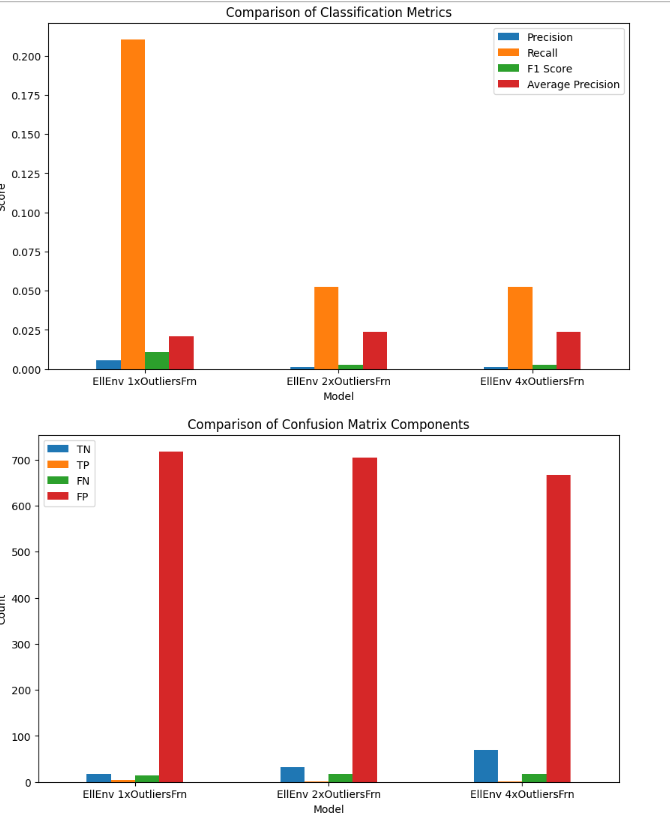 Comparison of Classification Metrics
Precision
Recall
F1 Score
Average Precision
0.200
0.175
0.150
0.125
0.100
0.075
0.050
0.025
0.000
Score
EllEnv 1xOutliersFrn
EllEnv 2xOutliersFrn
EllEnv 4xOutliersFrn
Model
Comparison of Confusion Matrix Components
TN
TP
FN
FP
700
600
500
400
300
200
100
0
Count
EllEnv 1xOutliersFrn
EllEnv 2xOutliersFrn
EllEnv 4xOutliersFrn
Model